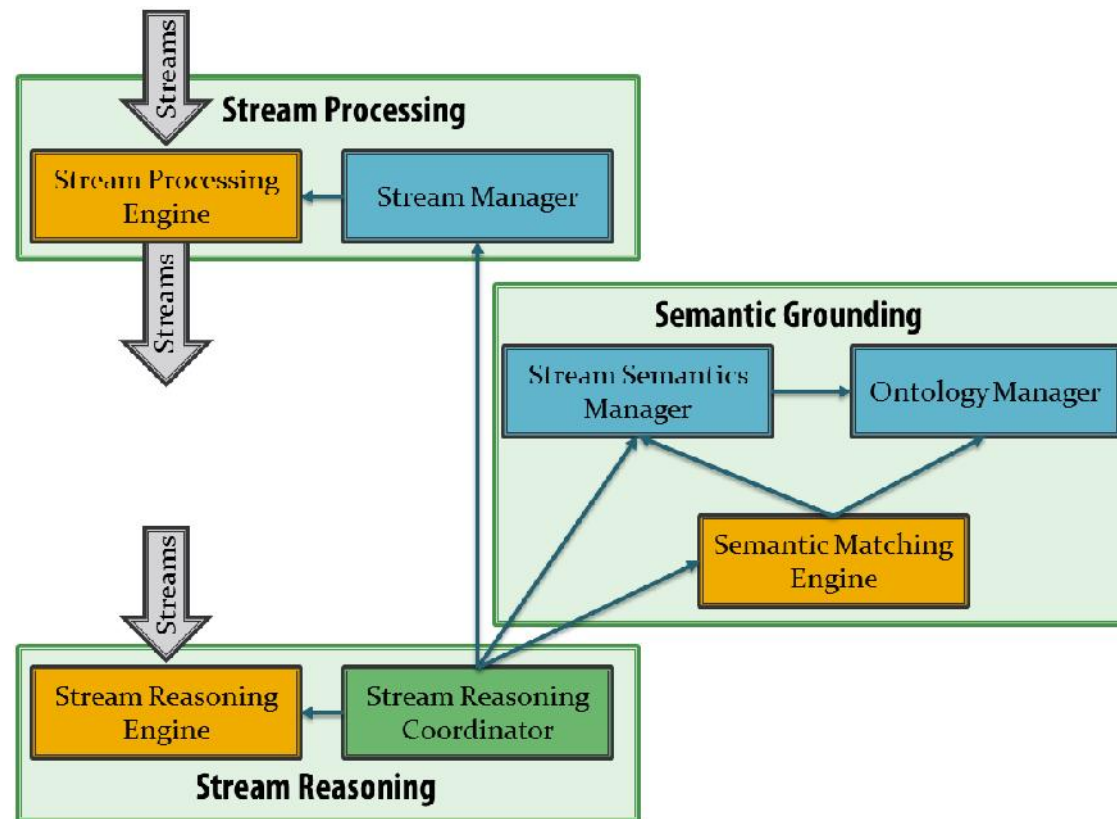 Streams
Stream Processing
Stream Processing
Engine
Stream Manager
Streams
Semantic Grounding
Stream Semantics
Manager
Ontology Manager
Semantic Matching
Engine
Streams
Stream Reasoning
Engine
Stream Reasoning
Coordinator
Stream Reasoning